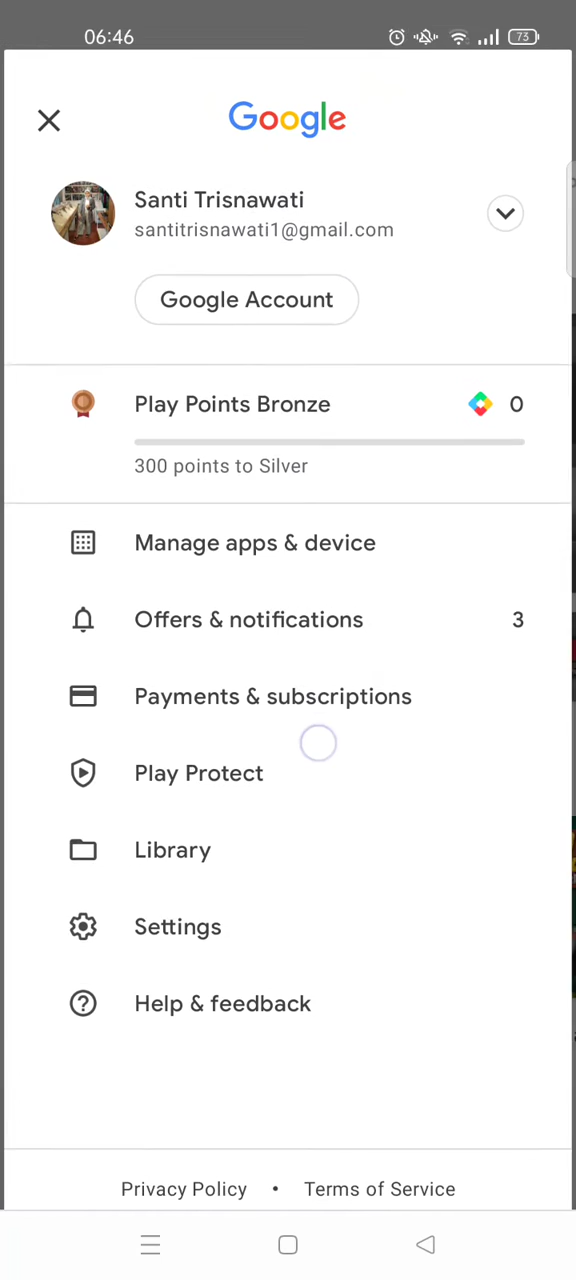 06:46
73
Google
Santi Trisnawati
santitrisnawati1@gmail.com
Google Account
Play Points Bronze 0
300 points to Silver
Manage apps & device
Offers & notifications 3
Payments & subscriptions
Play Protect
Library
Settings
Help & feedback
Privacy Policy • Terms of Service